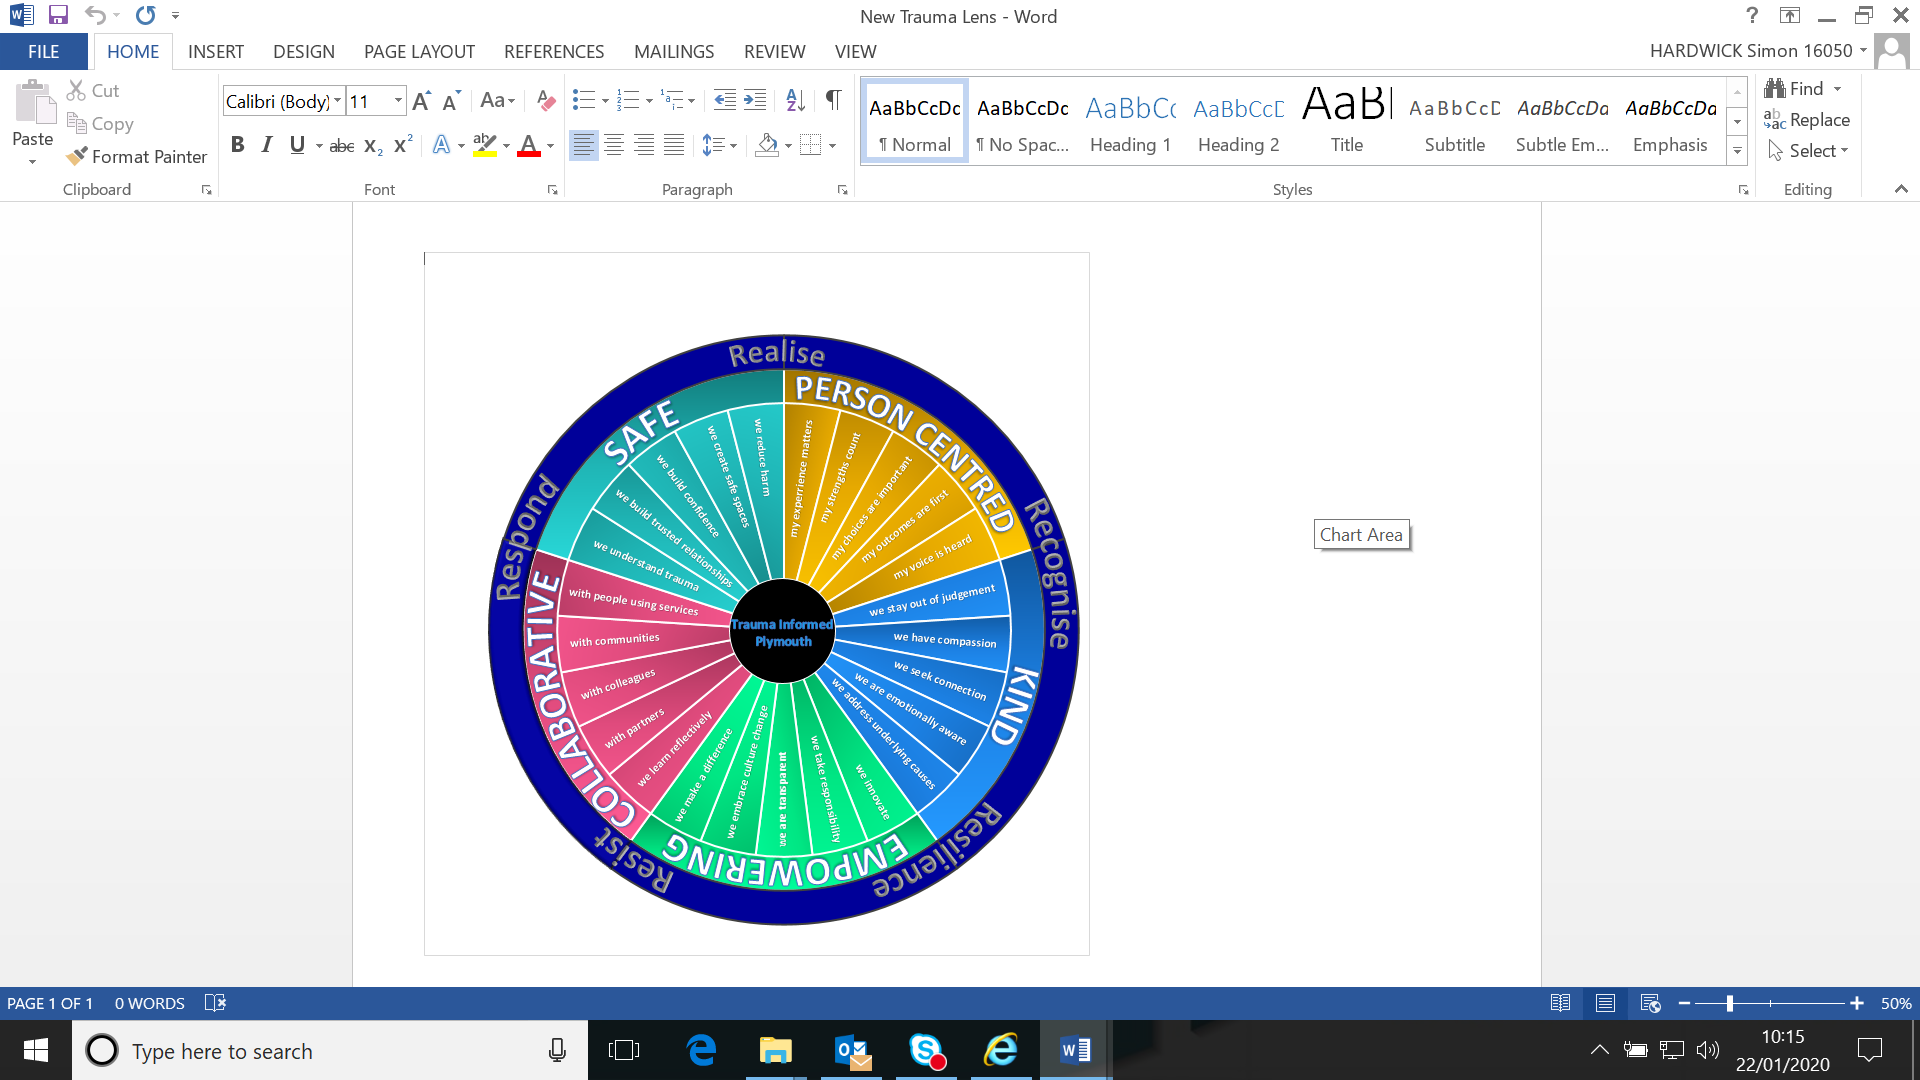 New Trauma Lens - Word
?
FILE
HOME
INSERT
DESIGN
PAGE LAYOUT
REFERENCES
MAILINGS
REVIEW
VIEW
HARDWICK Simon 16050
Paste
Cut
Copy
Format Painter
Clipboard
Calibri (Body)
11
Aa
B I U abc x₂ x²
Font
Paragraph
AaBbCcDc
¶ Normal
AaBbCcDc
¶ No Spac...
AaBbCc
Heading 1
AaBbCcD
Heading 2
AaB
Title
AaBbCcD
Subtitle
AaBbCcDa
Subtle Em...
AaBbCcDa
Emphasis
Styles
Find
Replace
Select
Editing
Realise
Recognise
Resilience
Resist
Respond
PERSON CENTRED
my experrience matters
my strengths count
my choices are important
my outcomes are first
my voice is heard
KIND
we stay out of judgement
we have compassion
we seek connection
we are emotionally aware
we address underlying causes
EMPOWERING
we innovate
we take responsibility
we are transparent
we embrace culture change
we make a difference
COLLABORATIVE
we learn reflectively
with partners
with colleagues
with communities
with people using services
SAFE
we understand trauma
we build trusted relationships
we build confidence
we create safe spaces
we reduce harm
Trauma Informed
Plymouth
Chart Area
PAGE 1 OF 1
0 WORDS
50%
Type here to search
10:15
22/01/2020